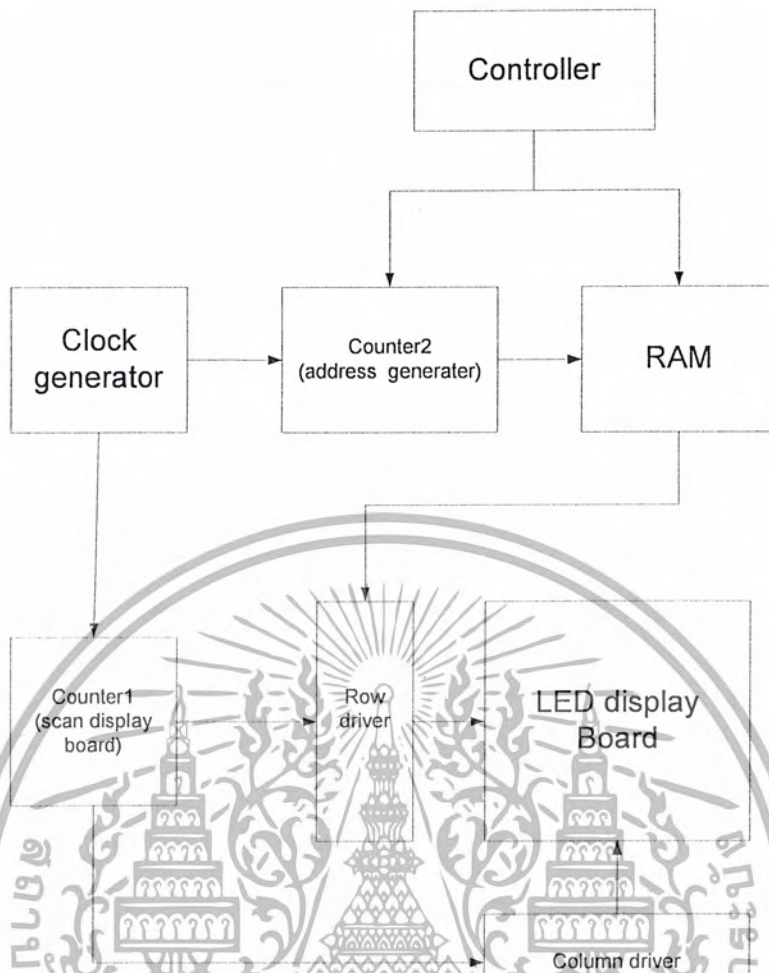 Controller
Clock
generator
Counter2
(address generater)
RAM
Counter1
(scan display
board)
Row
driver
LED display
Board
Column driver